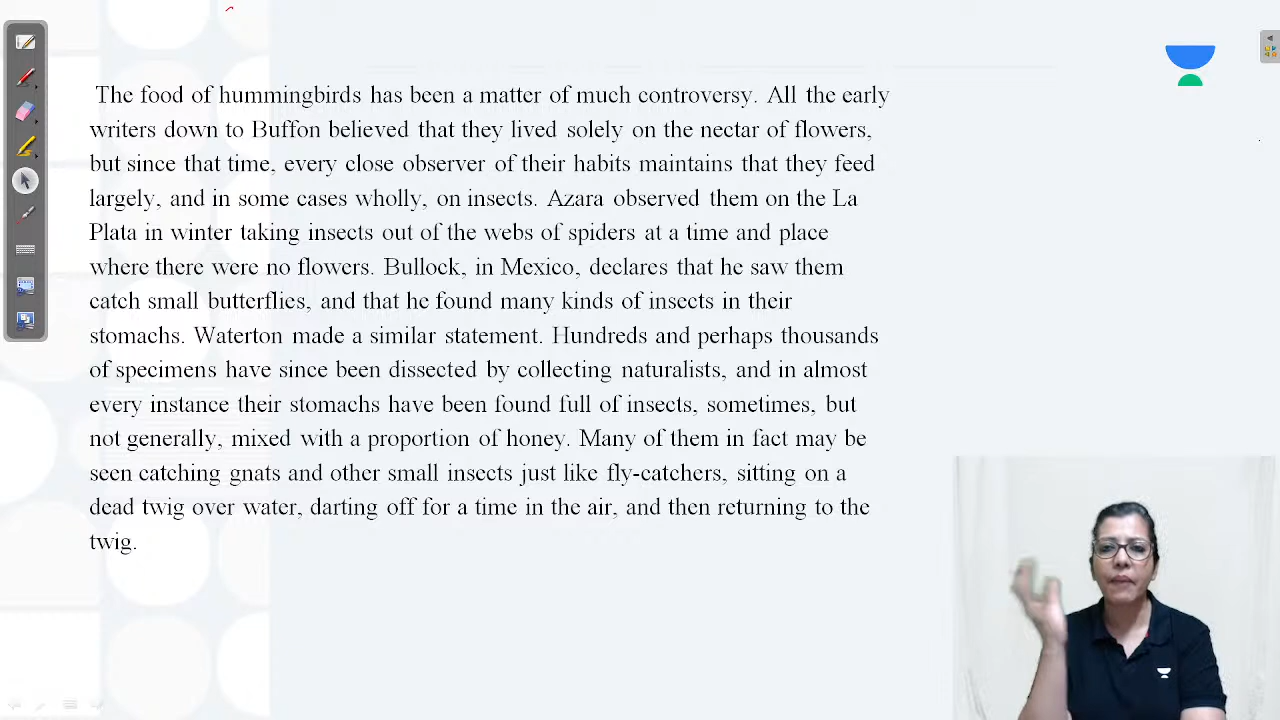 The food of hummingbirds has been a matter of much controversy. All the early
writers down to Buffon believed that they lived solely on the nectar of flowers,
but since that time, every close observer of their habits maintains that they feed
largely, and in some cases wholly, on insects. Azara observed them on the La
Plata in winter taking insects out of the webs of spiders at a time and place
where there were no flowers. Bullock, in Mexico, declares that he saw them
catch small butterflies, and that he found many kinds of insects in their
stomachs. Waterton made a similar statement. Hundreds and perhaps thousands
of specimens have since been dissected by collecting naturalists, and in almost
every instance their stomachs have been found full of insects, sometimes, but
not generally, mixed with a proportion of honey. Many of them in fact may be
seen catching gnats and other small insects just like fly-catchers, sitting on a
dead twig over water, darting off for a time in the air, and then returning to the
twig.